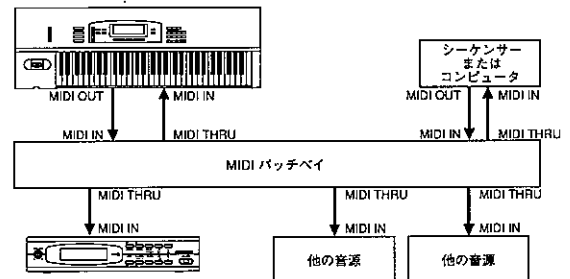 シーケンサー
または
コンピュータ
MIDI OUT MIDI IN MIDI OUT MIDI IN
MIDI IN MIDI THRU MIDI IN MIDI THRU
MIDI パッチベイ
MIDI THRU MIDI THRU MIDI THRU
MIDI IN MIDI IN MIDI IN
他の音源 他の音源